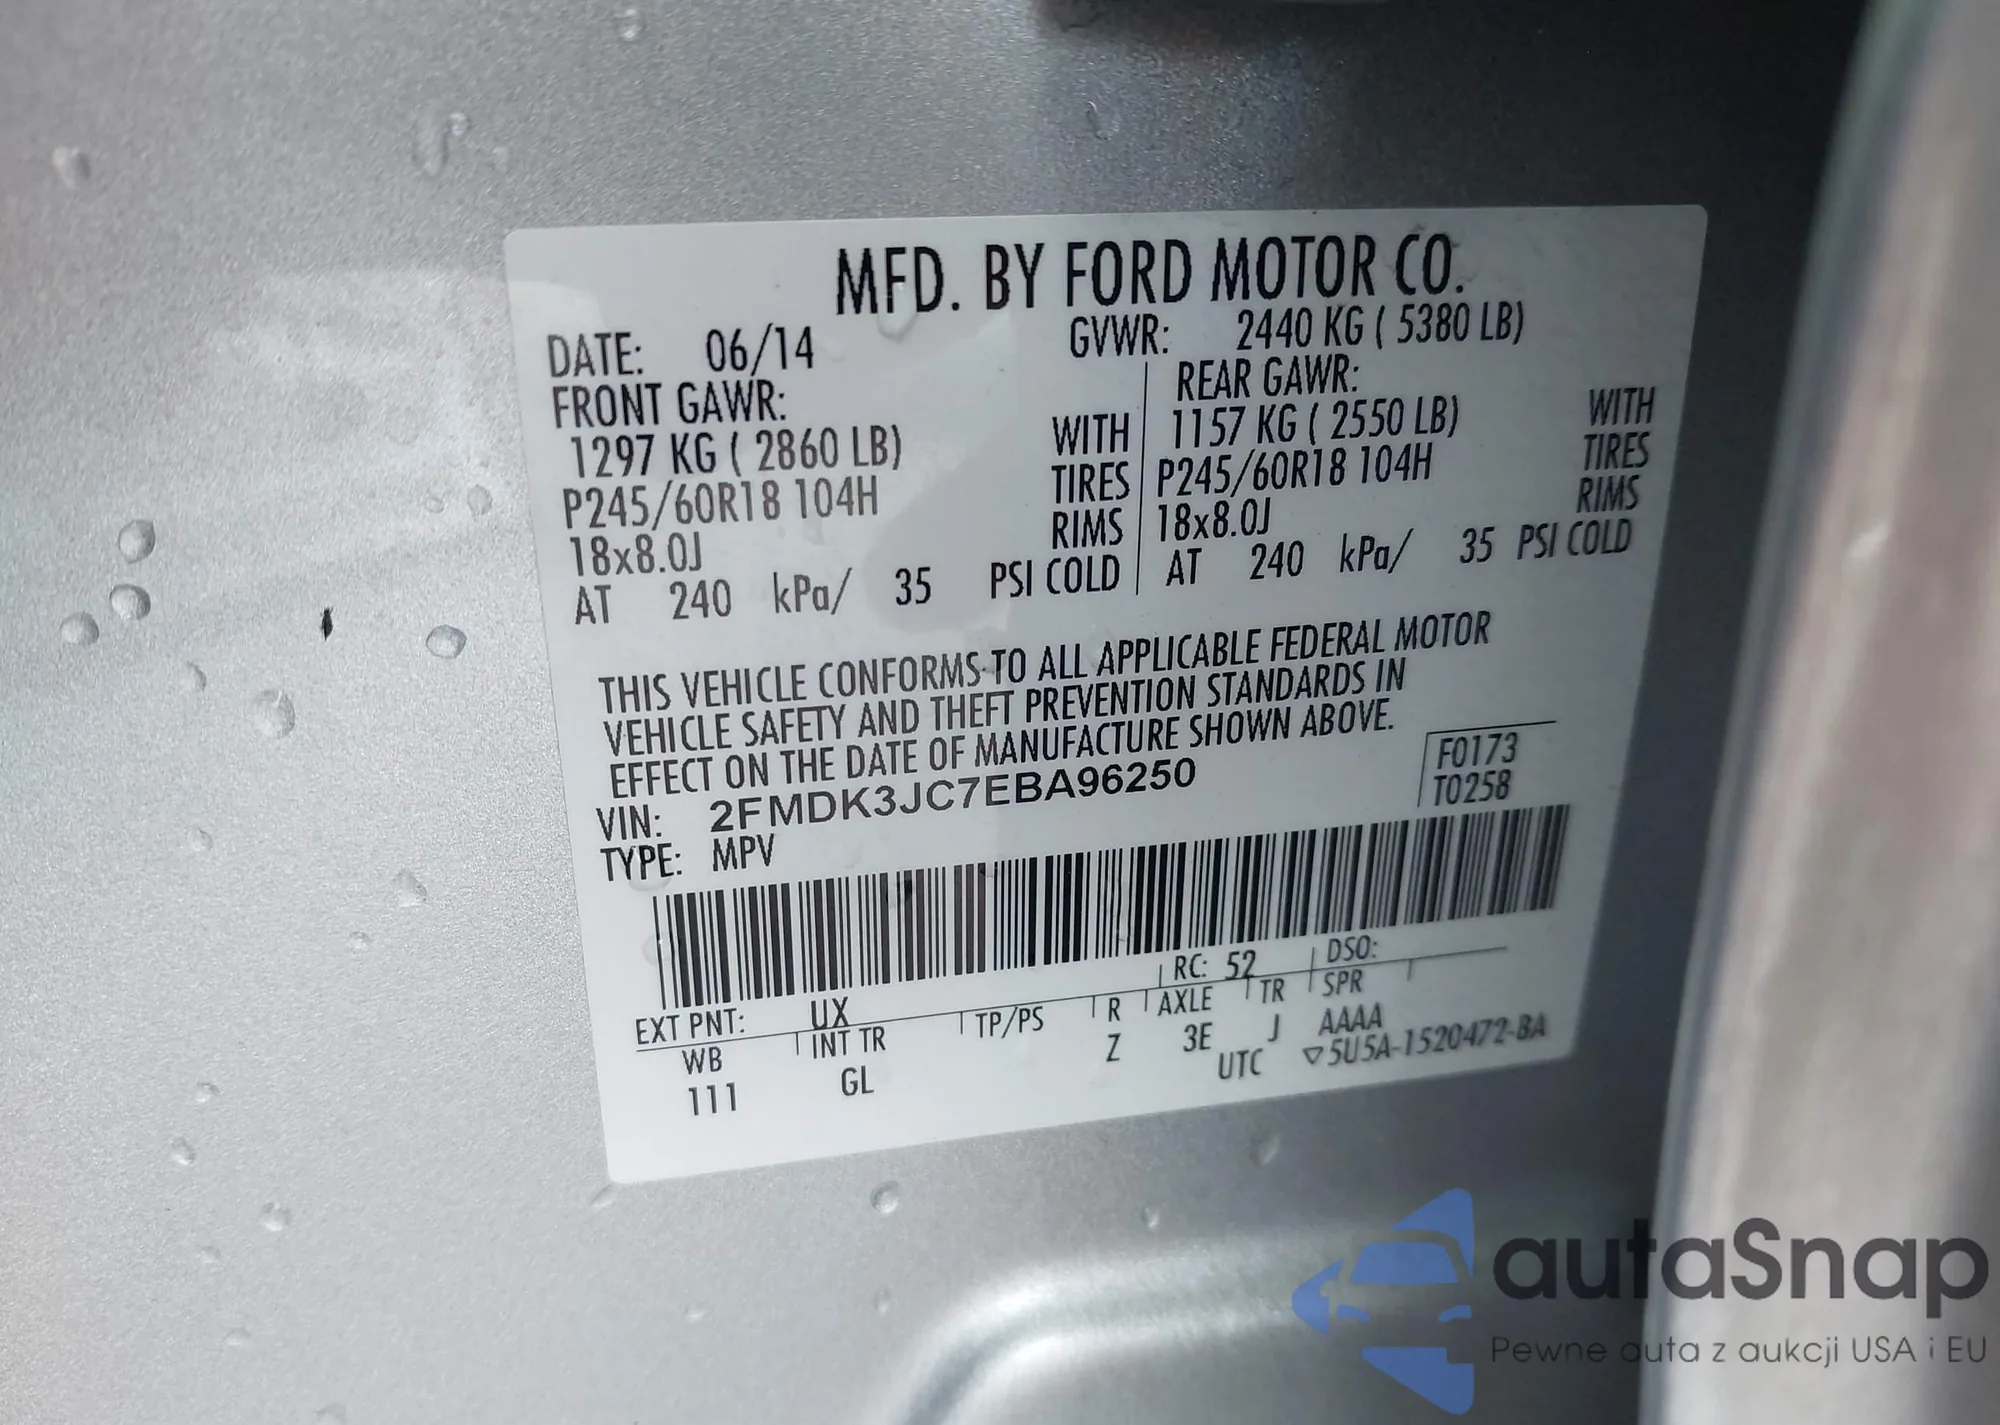 MFD. BY FORD MOTOR CO.
DATE: 06/14 GVWR: 2440 KG ( 5380 LB)
FRONT GAWR: REAR GAWR:
1297 KG ( 2860 LB) WITH 1157 KG ( 2550 LB) WITH
P245/60R18 104H TIRES P245/60R18 104H TIRES
18x8.0J RIMS 18x8.0J RIMS
AT 240 kPa/ 35 PSI COLD AT 240 kPa/ 35 PSI COLD
THIS VEHICLE CONFORMS TO ALL APPLICABLE FEDERAL MOTOR
VEHICLE SAFETY AND THEFT PREVENTION STANDARDS IN
EFFECT ON THE DATE OF MANUFACTURE SHOWN ABOVE.
VIN: 2FMDK3JC7EBA96250 F0173
TYPE: MPV T0258
EXT PNT: UX RC: 52 DSO:
WB INT TR TP/PS R AXLE TR SPR
111 GL Z 3E J AAAA
UTC ▽5U5A-1520472-BA
autaSnap
Pewne auta z aukcji USA i EU